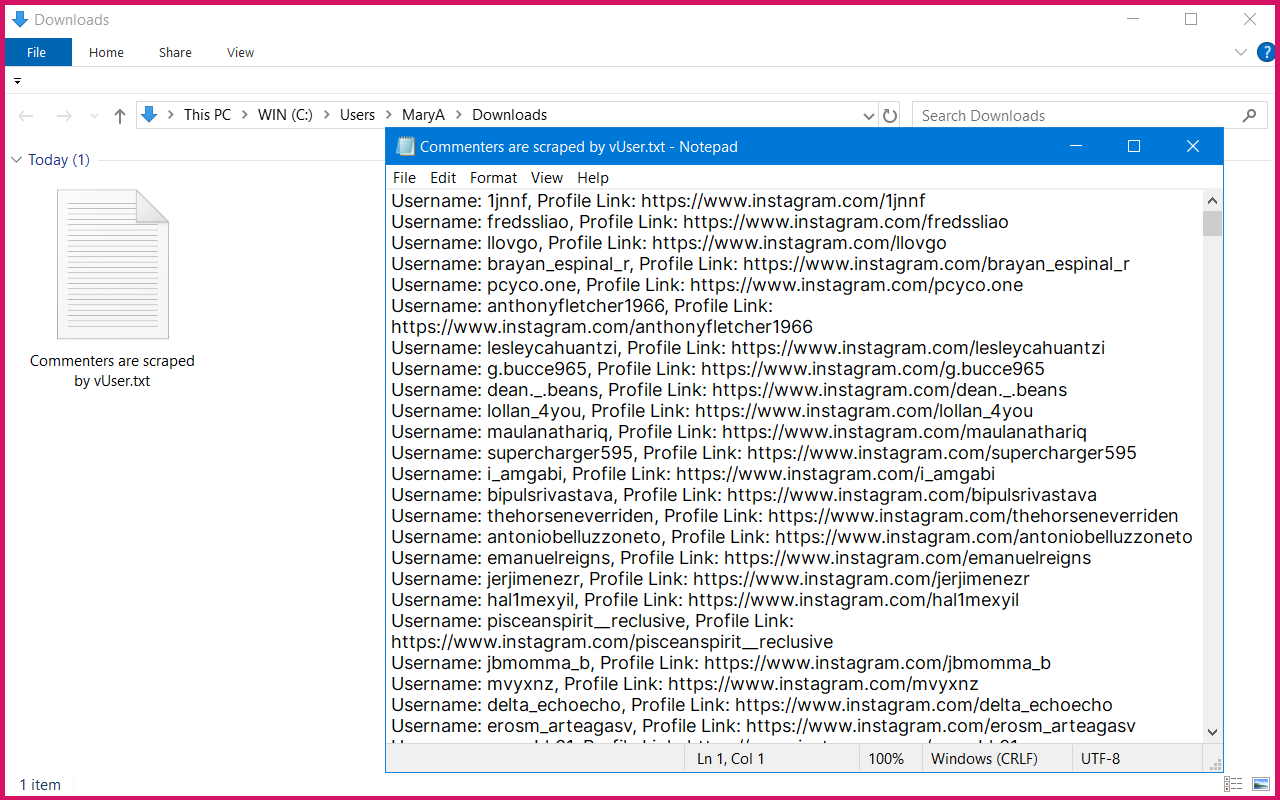 Downloads
File Home Share View
?
This PC > WIN (C:) > Users > MaryA > Downloads
Search Downloads
Today (1)
Commenters are scraped
by vUser.txt
Commenters are scraped by vUser.txt - Notepad
File Edit Format View Help
Username: 1jnnf, Profile Link: https://www.instagram.com/1jnnf
Username: fredssliao, Profile Link: https://www.instagram.com/fredssliao
Username: llovgo, Profile Link: https://www.instagram.com/llovgo
Username: brayan_espinal_r, Profile Link: https://www.instagram.com/brayan_espinal_r
Username: pcyco.one, Profile Link: https://www.instagram.com/pcyco.one
Username: anthonyfletcher1966, Profile Link:
https://www.instagram.com/anthonyfletcher1966
Username: lesleycahuantzi, Profile Link: https://www.instagram.com/lesleycahuantzi
Username: g.bucce965, Profile Link: https://www.instagram.com/g.bucce965
Username: dean._.beans, Profile Link: https://www.instagram.com/dean._.beans
Username: lollan_4you, Profile Link: https://www.instagram.com/lollan_4you
Username: maulanathariq, Profile Link: https://www.instagram.com/maulanathariq
Username: supercharger595, Profile Link: https://www.instagram.com/supercharger595
Username: i_amgabi, Profile Link: https://www.instagram.com/i_amgabi
Username: bipulsrivastava, Profile Link: https://www.instagram.com/bipulsrivastava
Username: thehorseneverriden, Profile Link: https://www.instagram.com/thehorseneverriden
Username: antoniobelluzzoneto, Profile Link: https://www.instagram.com/antoniobelluzzoneto
Username: emanuelreigns, Profile Link: https://www.instagram.com/emanuelreigns
Username: jerjimenezr, Profile Link: https://www.instagram.com/jerjimenezr
Username: hal1mexyil, Profile Link: https://www.instagram.com/hal1mexyil
Username: pisceanspirit__reclusive, Profile Link:
https://www.instagram.com/pisceanspirit__reclusive
Username: jbmomma_b, Profile Link: https://www.instagram.com/jbmomma_b
Username: mvyxnz, Profile Link: https://www.instagram.com/mvyxnz
Username: delta_echoecho, Profile Link: https://www.instagram.com/delta_echoecho
Username: erosm_arteagasv, Profile Link: https://www.instagram.com/erosm_arteagasv
Ln 1, Col 1 100% Windows (CRLF) UTF-8
1 item